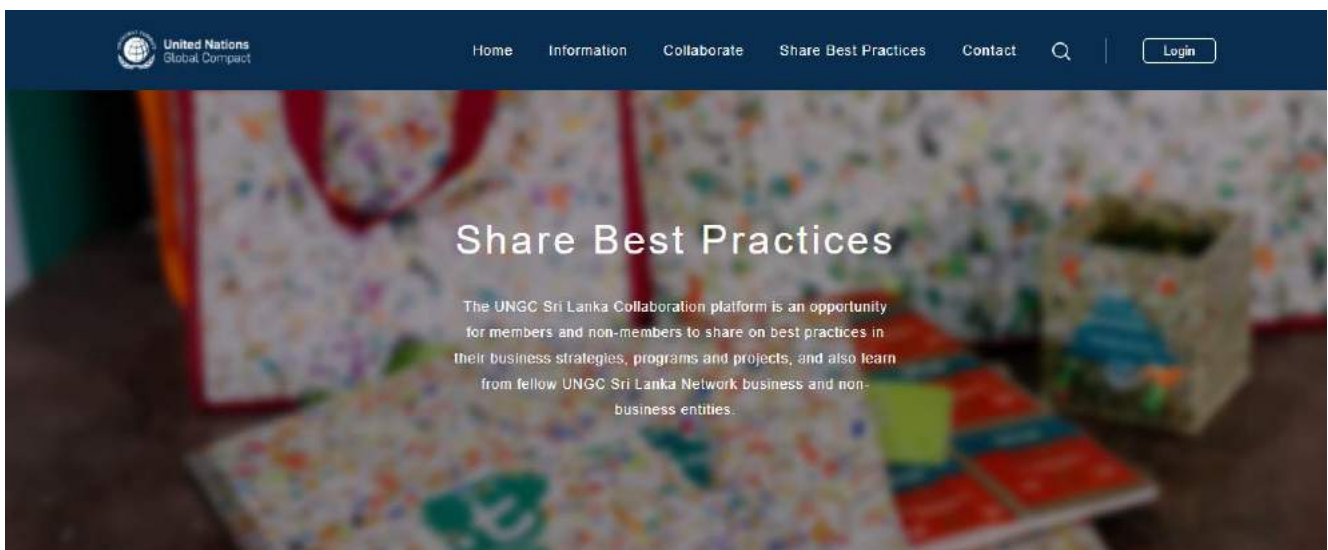 United Nations
Global Compact
Home Information Collaborate Share Best Practices Contact Login
Share Best Practices
The UNGC Sri Lanka Collaboration platform is an opportunity
for members and non-members to share on best practices in
their business strategies, programs and projects, and also learn
from fellow UNGC Sri Lanka Network business and non-
business entities.